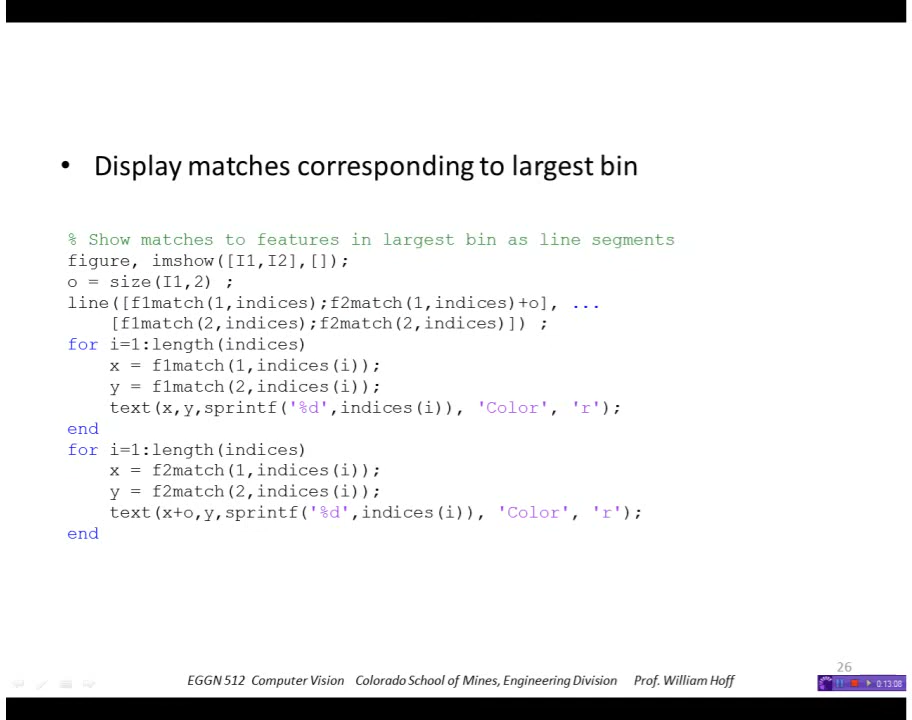 • Display matches corresponding to largest bin
% Show matches to features in largest bin as line segments
figure, imshow([I1,I2],[]);
o = size(I1,2) ;
line([f1match(1,indices);f2match(1,indices)+o], ...
    [f1match(2,indices);f2match(2,indices)]) ;
for i=1:length(indices)
    x = f1match(1,indices(i));
    y = f1match(2,indices(i));
    text(x,y,sprintf('%d',indices(i)), 'Color', 'r');
end
for i=1:length(indices)
    x = f2match(1,indices(i));
    y = f2match(2,indices(i));
    text(x+o,y,sprintf('%d',indices(i)), 'Color', 'r');
end
26
EGGN 512 Computer Vision Colorado School of Mines, Engineering Division Prof. William Hoff
0:13:08